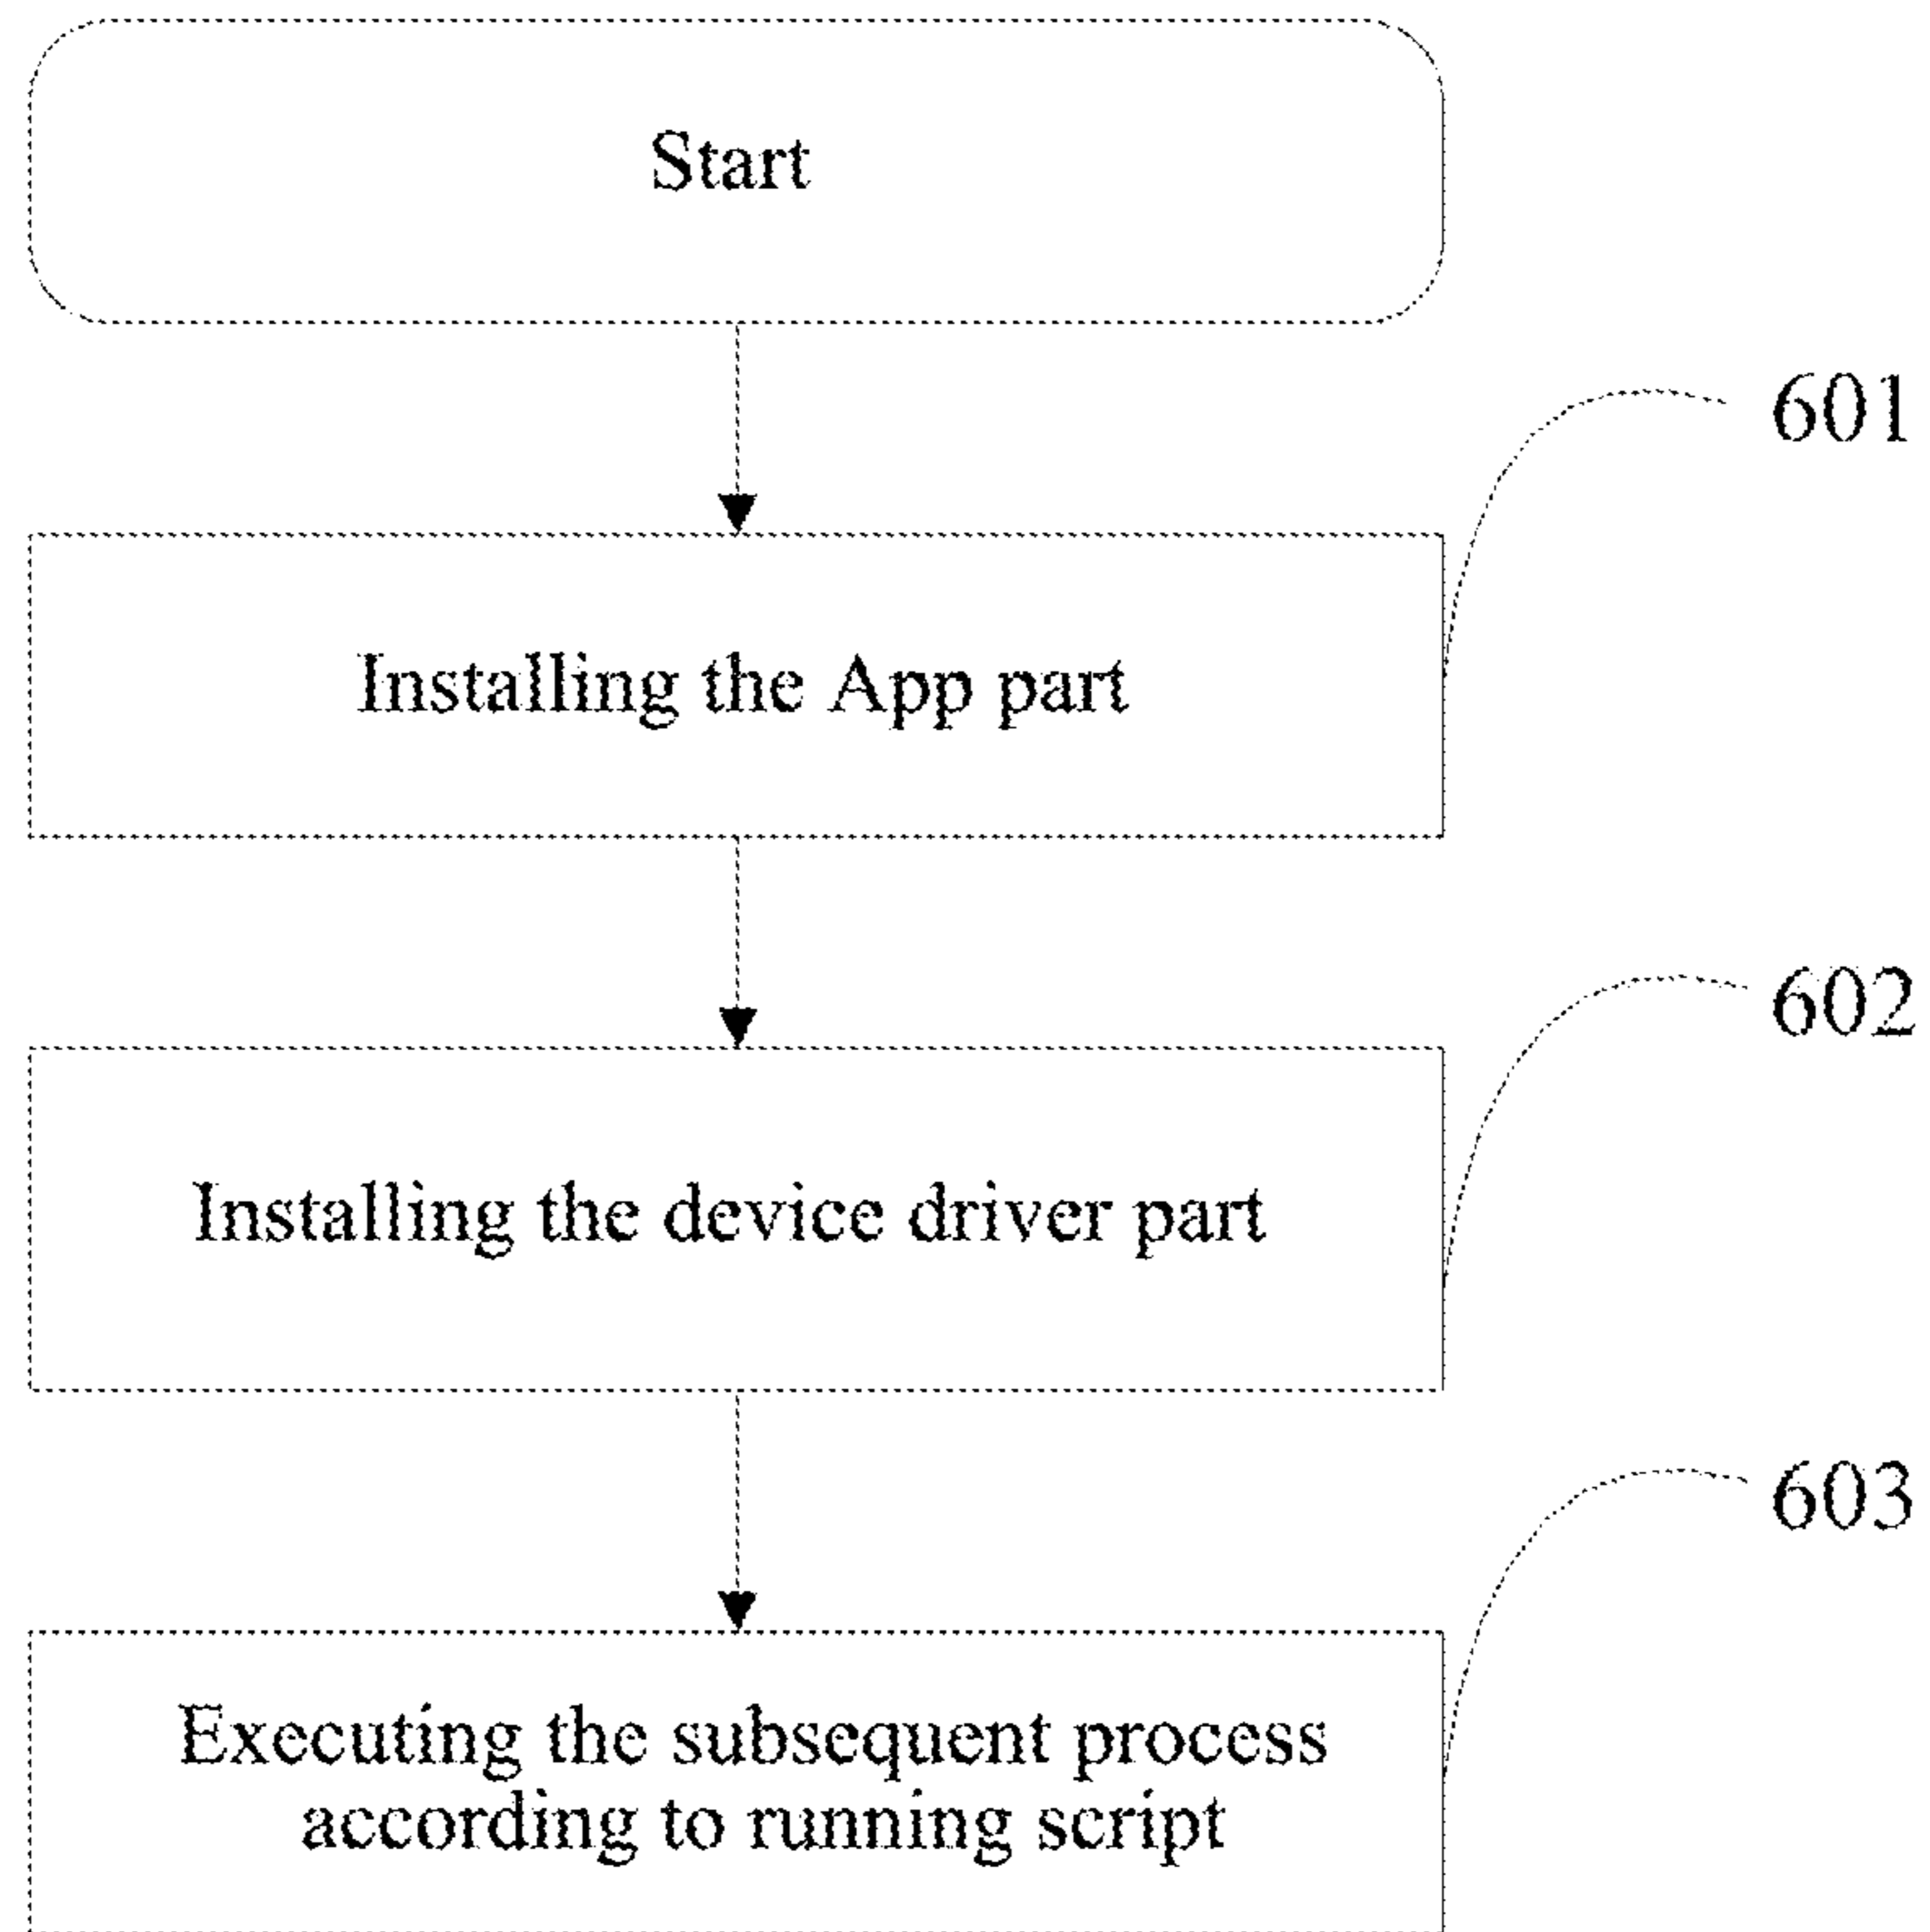 Start
601
Installing the App part
602
Installing the device driver part
603
Executing the subsequent process
according to running script